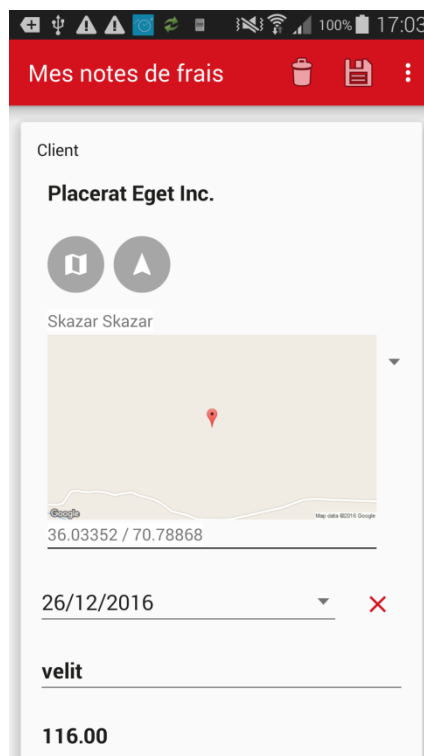 100% 17:03
Mes notes de frais
Client
Placerat Eget Inc.
Skazar Skazar
Google
Map data ©2016 Google
36.03352 / 70.78868
26/12/2016
velit
116.00